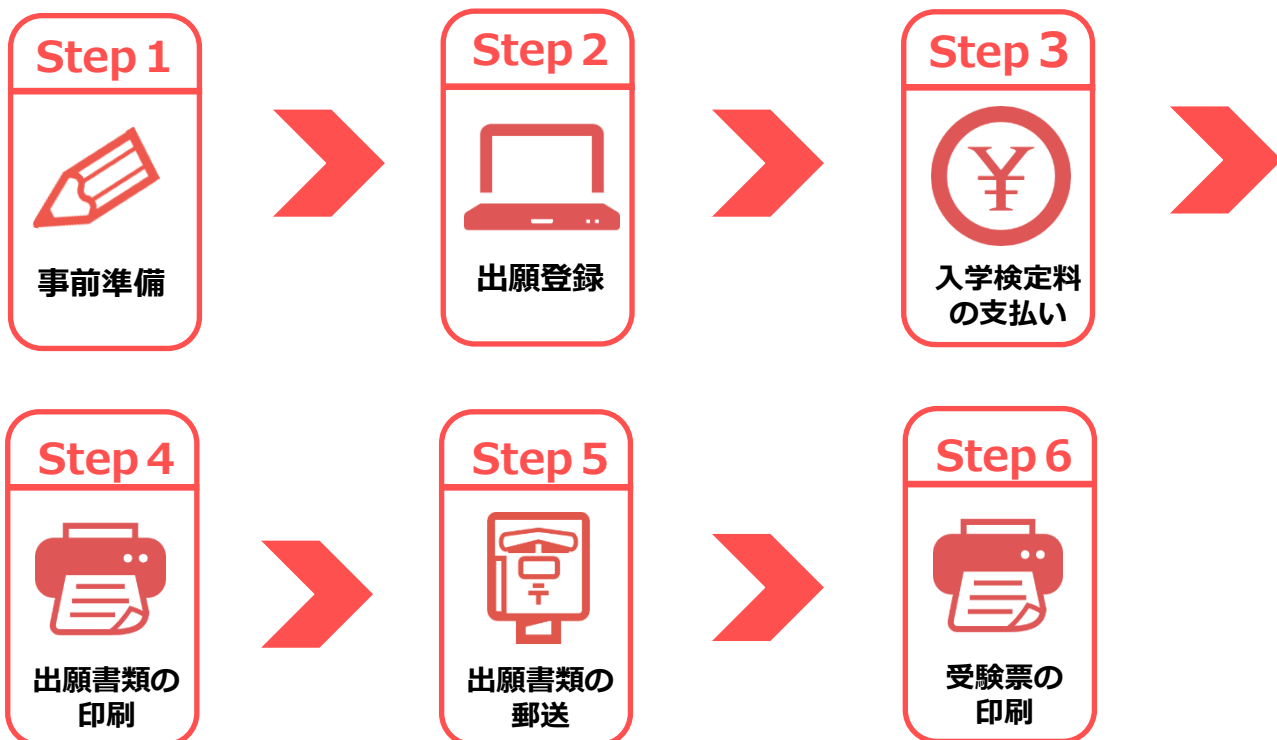 Step 1
事前準備
Step 2
出願登録
Step 3
¥
入学検定料
の支払い
Step 4
出願書類の
印刷
Step 5
〒
出願書類の
郵送
Step 6
受験票の
印刷